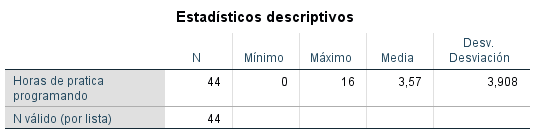 Estadísticos descriptivos
N Mínimo Máximo Media Desv. Desviación
Horas de pratica programando 44 0 16 3,57 3,908
N válido (por lista) 44